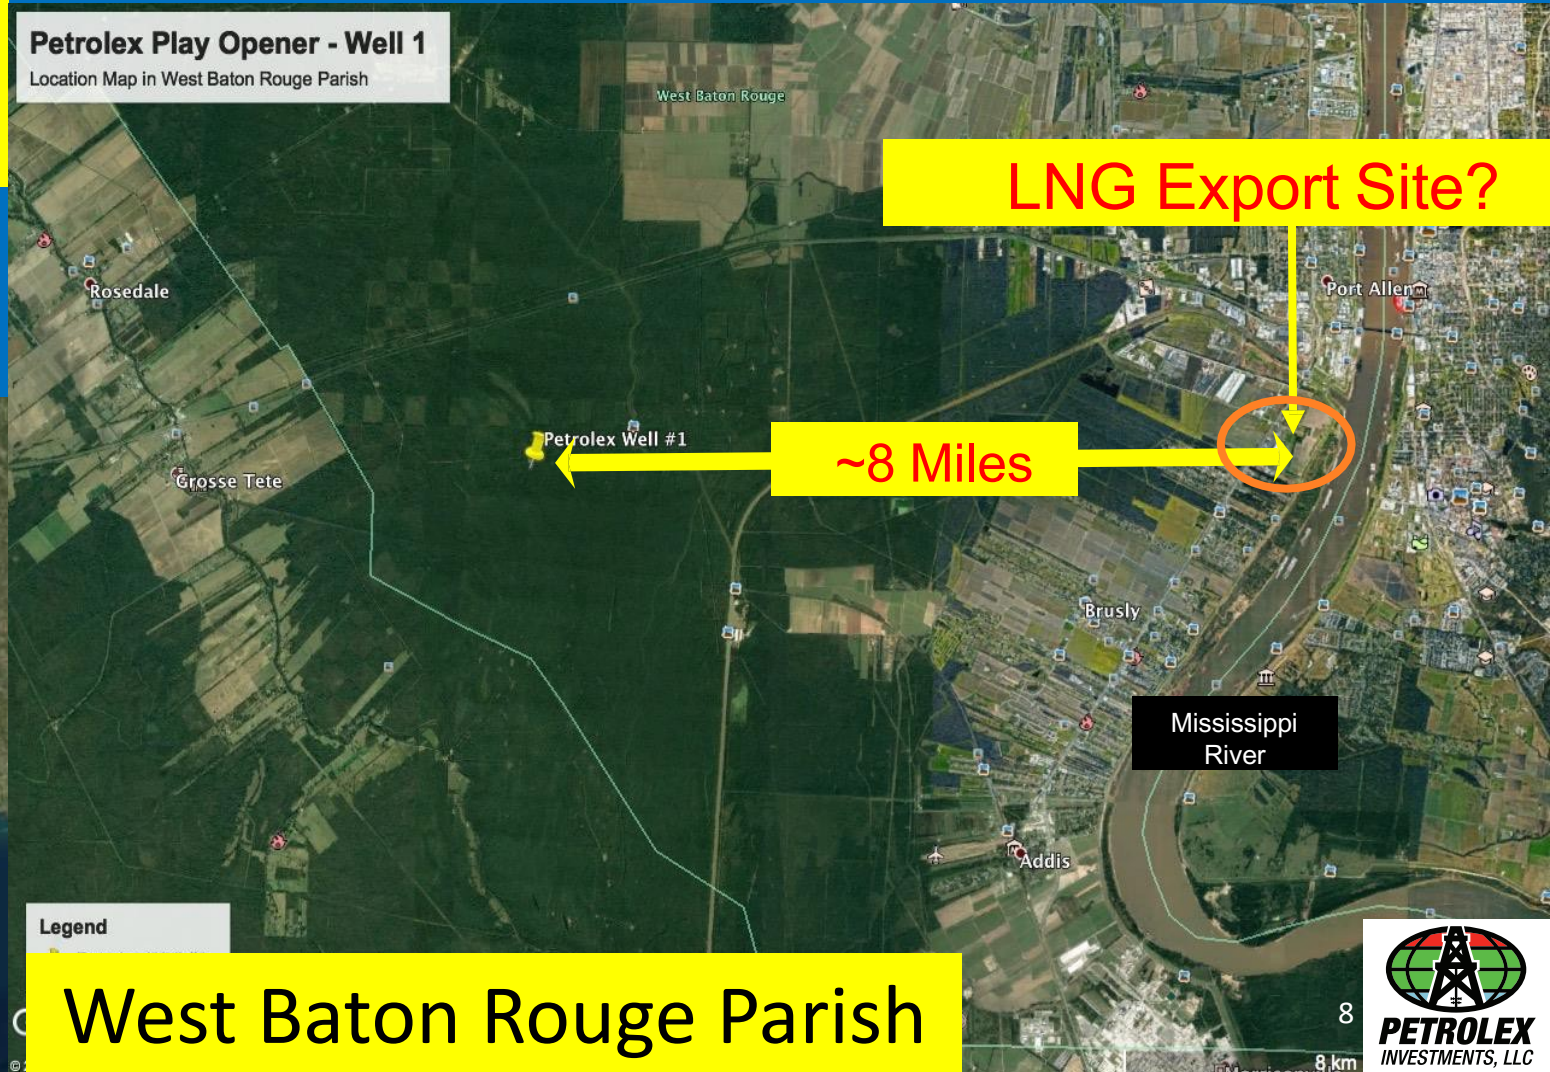 Petrolex Play Opener - Well 1
Location Map in West Baton Rouge Parish
West Baton Rouge
LNG Export Site?
Rosedale
Port Allen
Petrolex Well #1
~8 Miles
Grosse Tete
Brusly
Mississippi
River
Addis
Legend
West Baton Rouge Parish
8
8 km
PETROLEX
INVESTMENTS, LLC